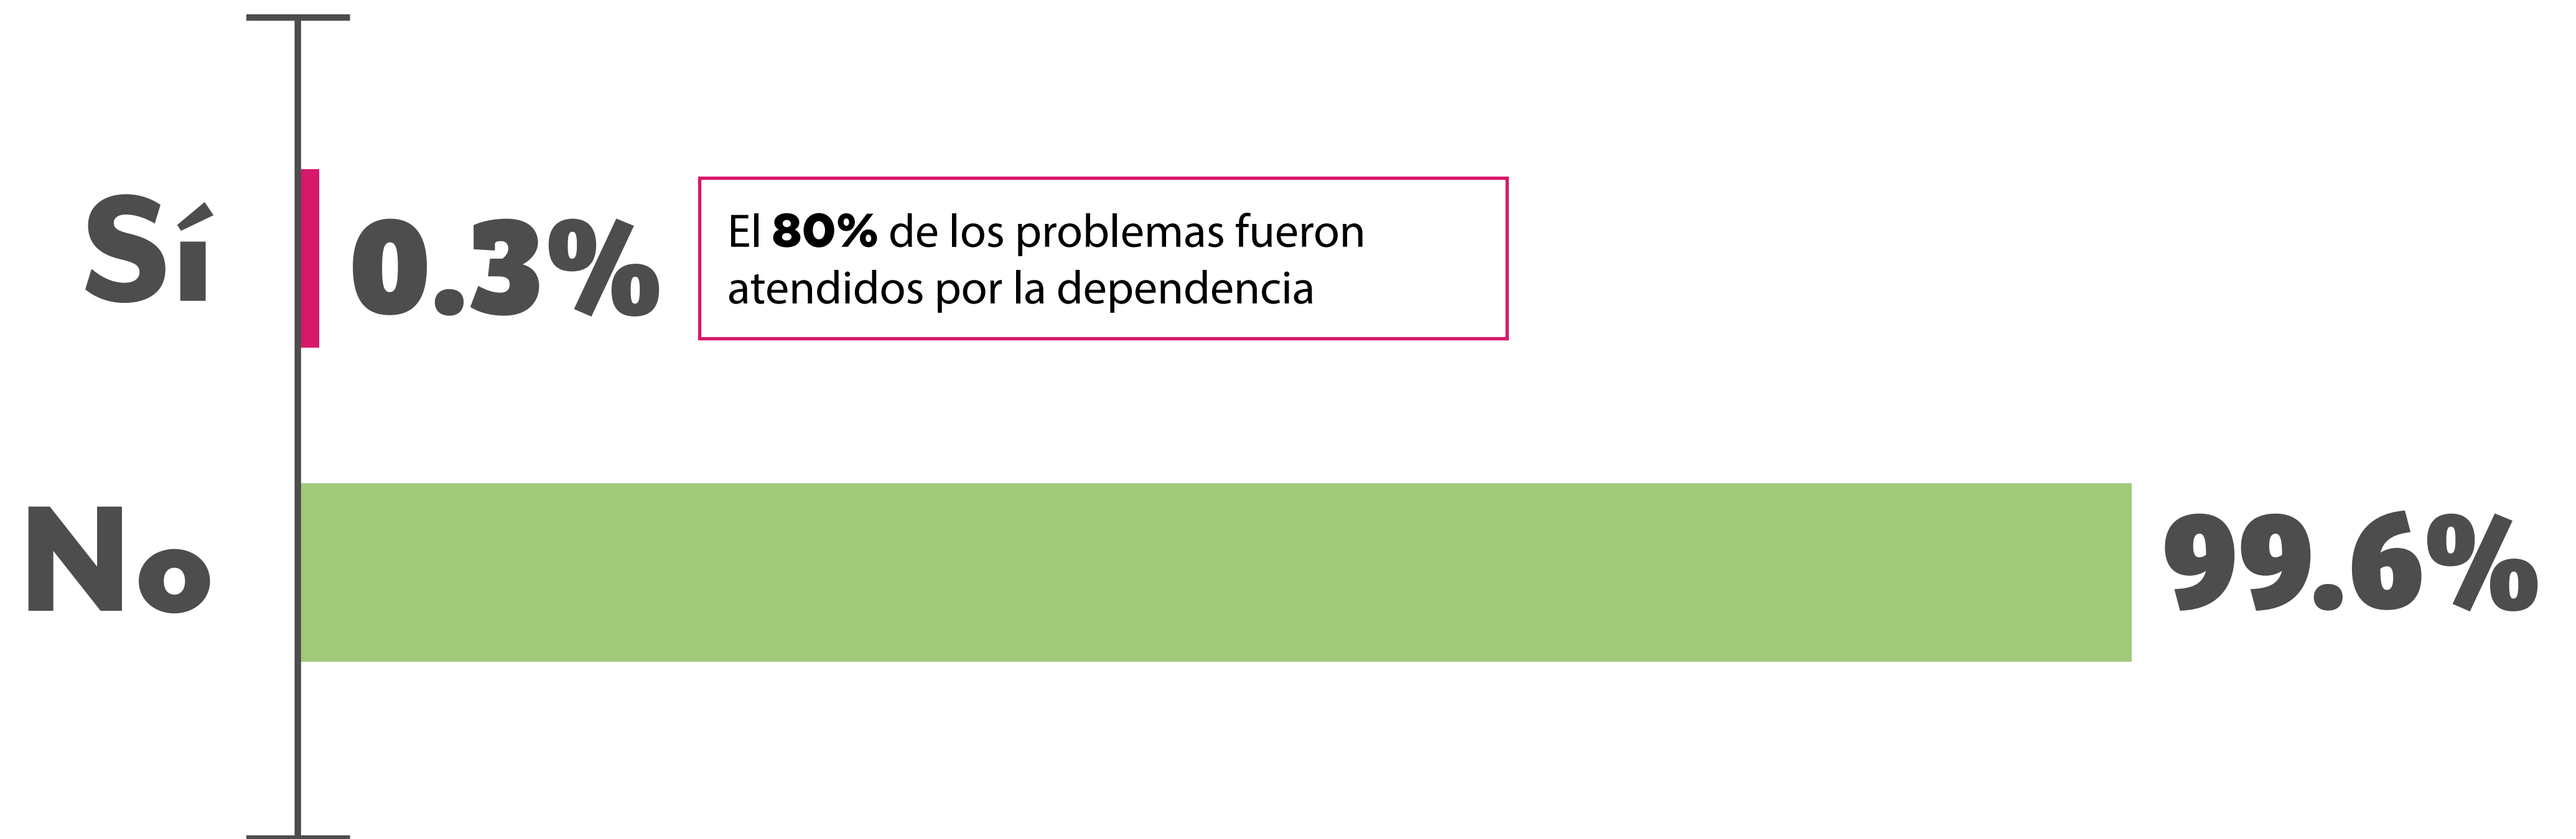 Sí
0.3%
El 80% de los problemas fueron
atendidos por la dependencia
No
99.6%